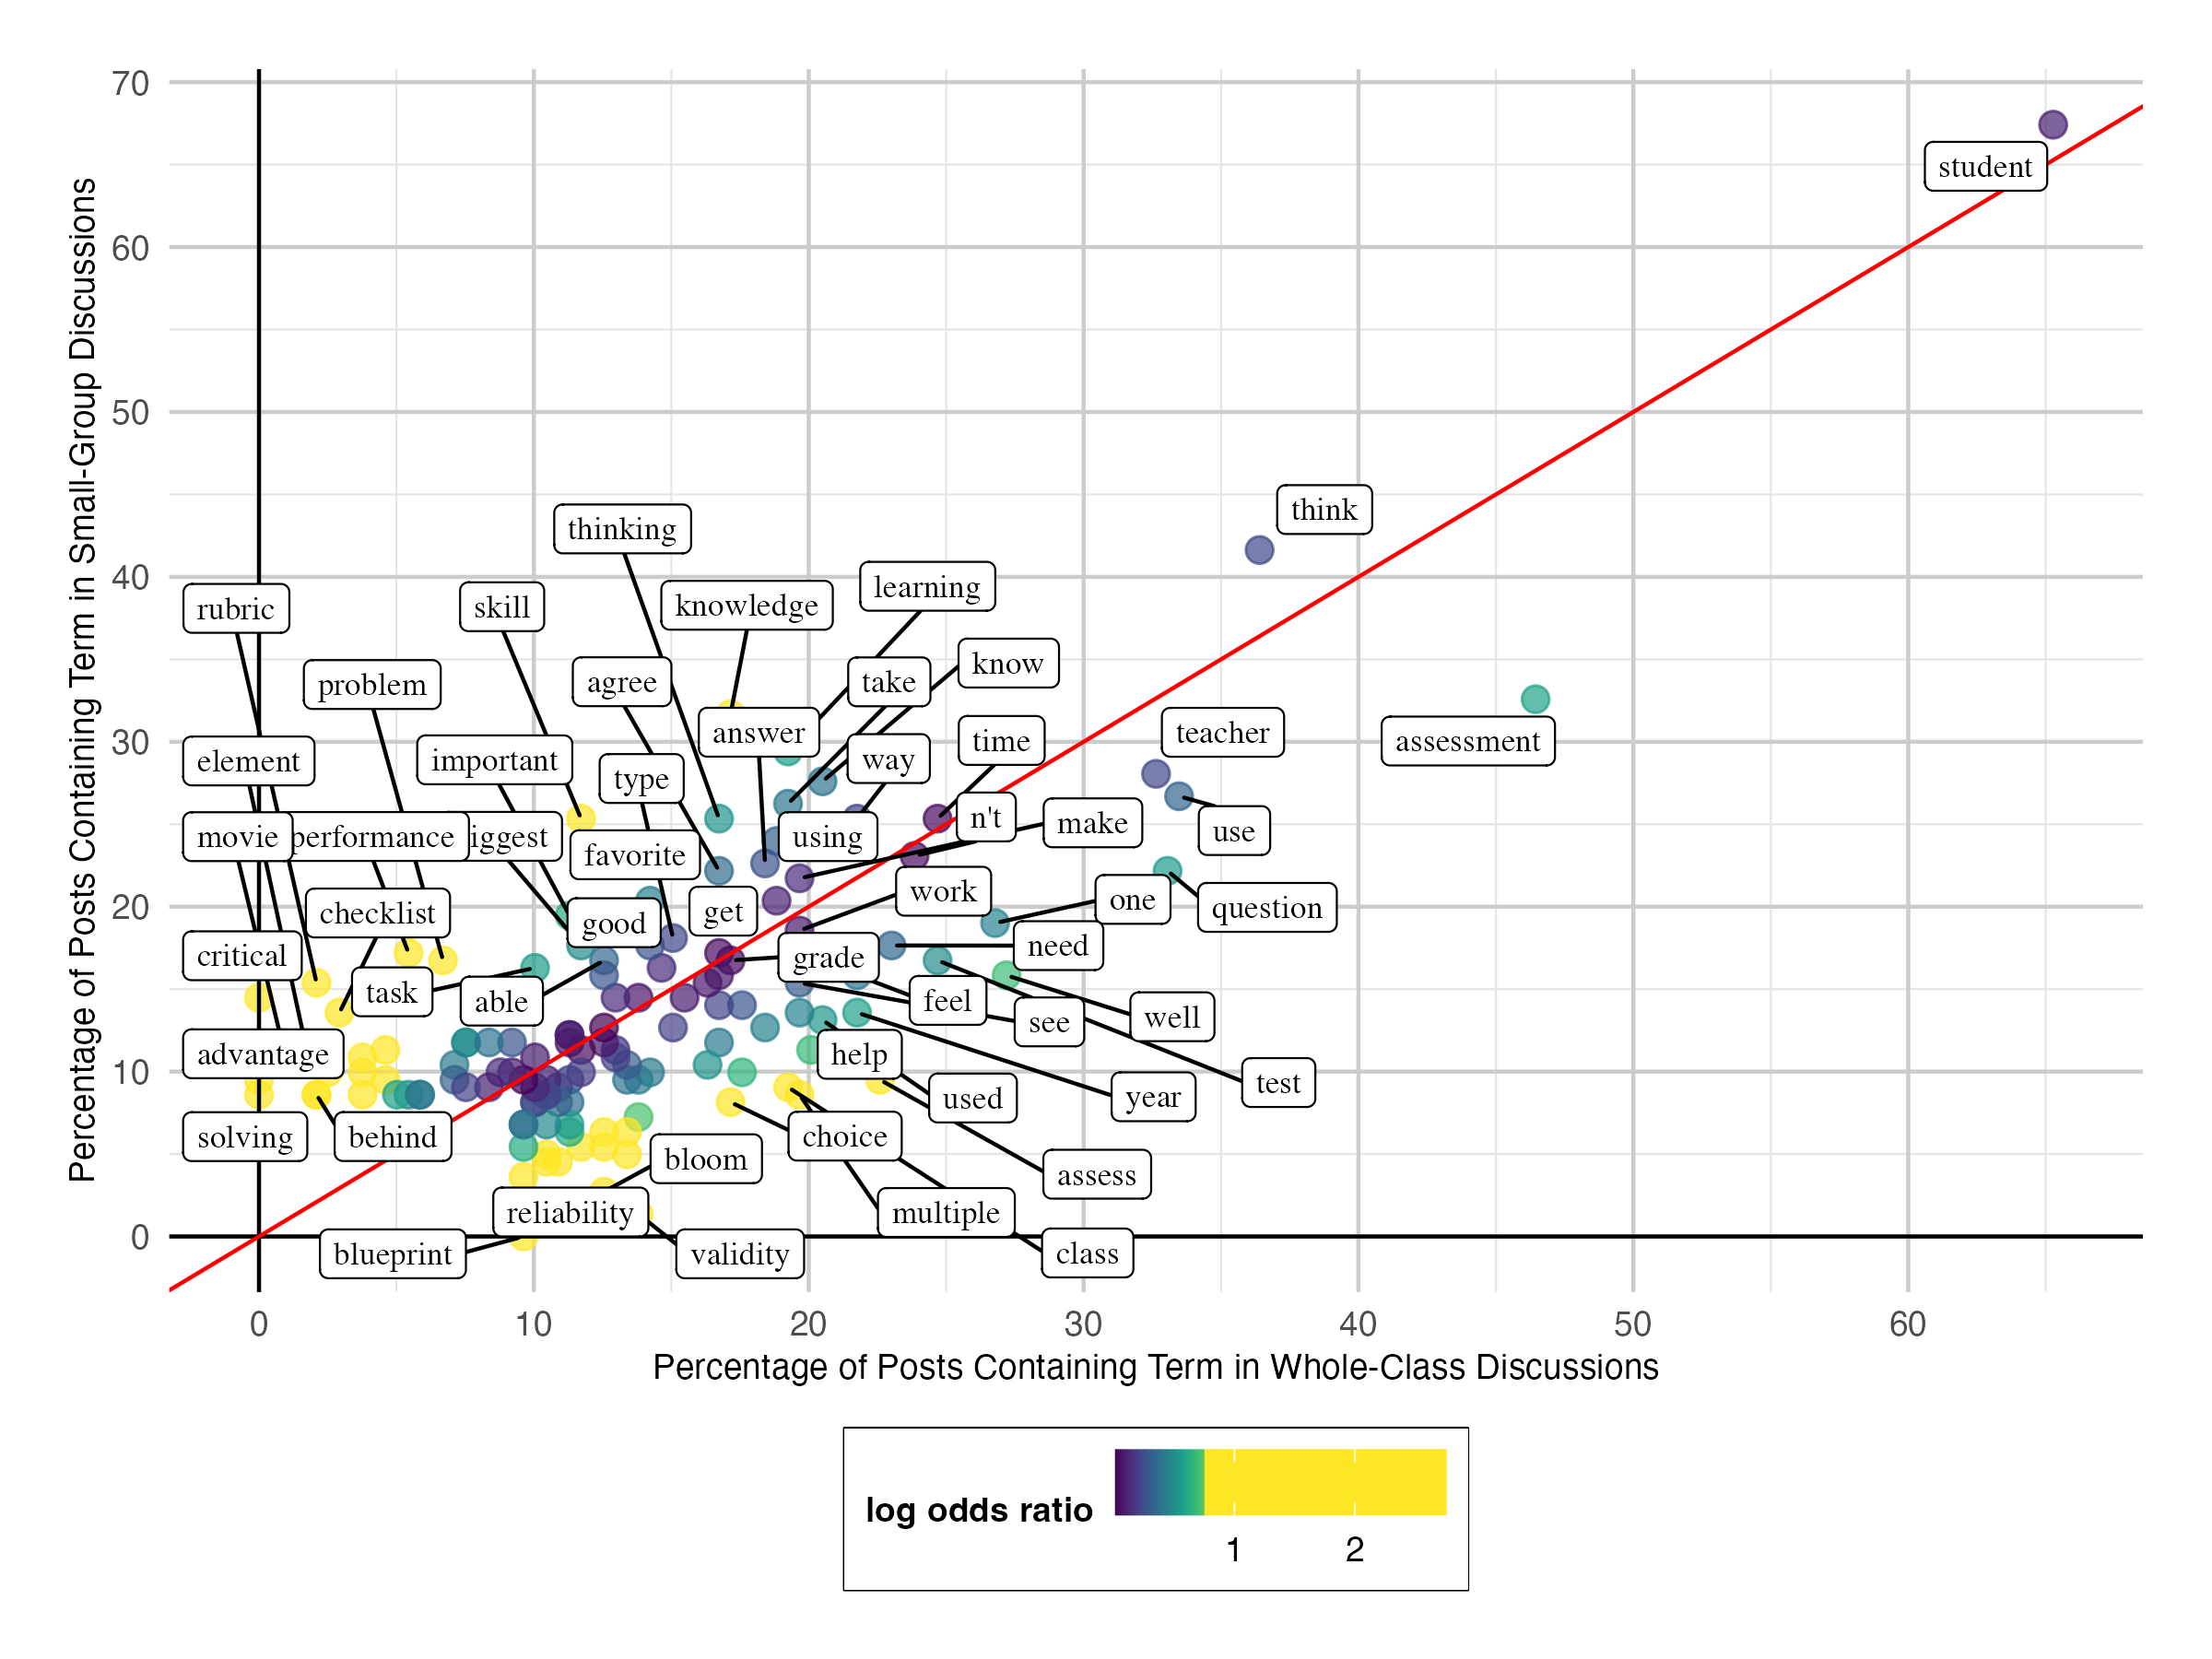 70
60
50
40
30
20
10
0
Percentage of Posts Containing Term in Small-Group Discussions
student
think
thinking
learning
rubric
skill
knowledge
know
problem
agree
take
answer
time
teacher
assessment
element
important
type
way
n't
make
use
movie
performance
iggest
favorite
using
checklist
good
get
work
one
question
critical
task
able
grade
need
feel
see
well
advantage
help
test
solving
behind
used
year
bloom
choice
assess
reliability
multiple
blueprint
validity
class
0
10
20
30
40
50
60
Percentage of Posts Containing Term in Whole-Class Discussions
log odds ratio
1
2